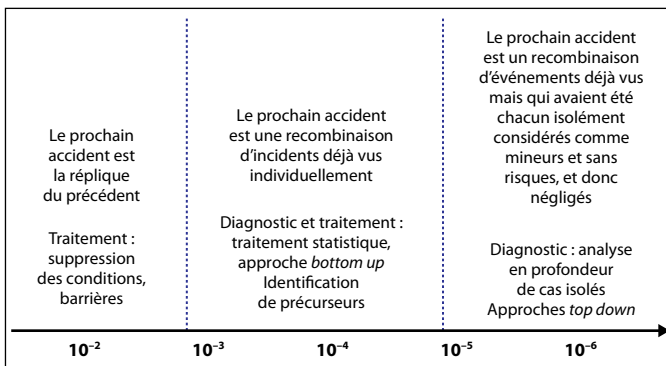 Le prochain
accident est
la réplique
du précédent
Traitement :
suppression
des conditions,
barrières
Le prochain accident
est une recombinaison
d’incidents déjà vus
individuellement
Diagnostic et traitement :
traitement statistique,
approche bottom up
Identification
de précurseurs
Le prochain accident
est un recombinaison
d’événements déjà vus
mais qui avaient été
chacun isolément
considérés comme
mineurs et sans
risques, et donc
négligés
Diagnostic : analyse
en profondeur
de cas isolés
Approches top down
10⁻² 10⁻³ 10⁻⁴ 10⁻⁵ 10⁻⁶